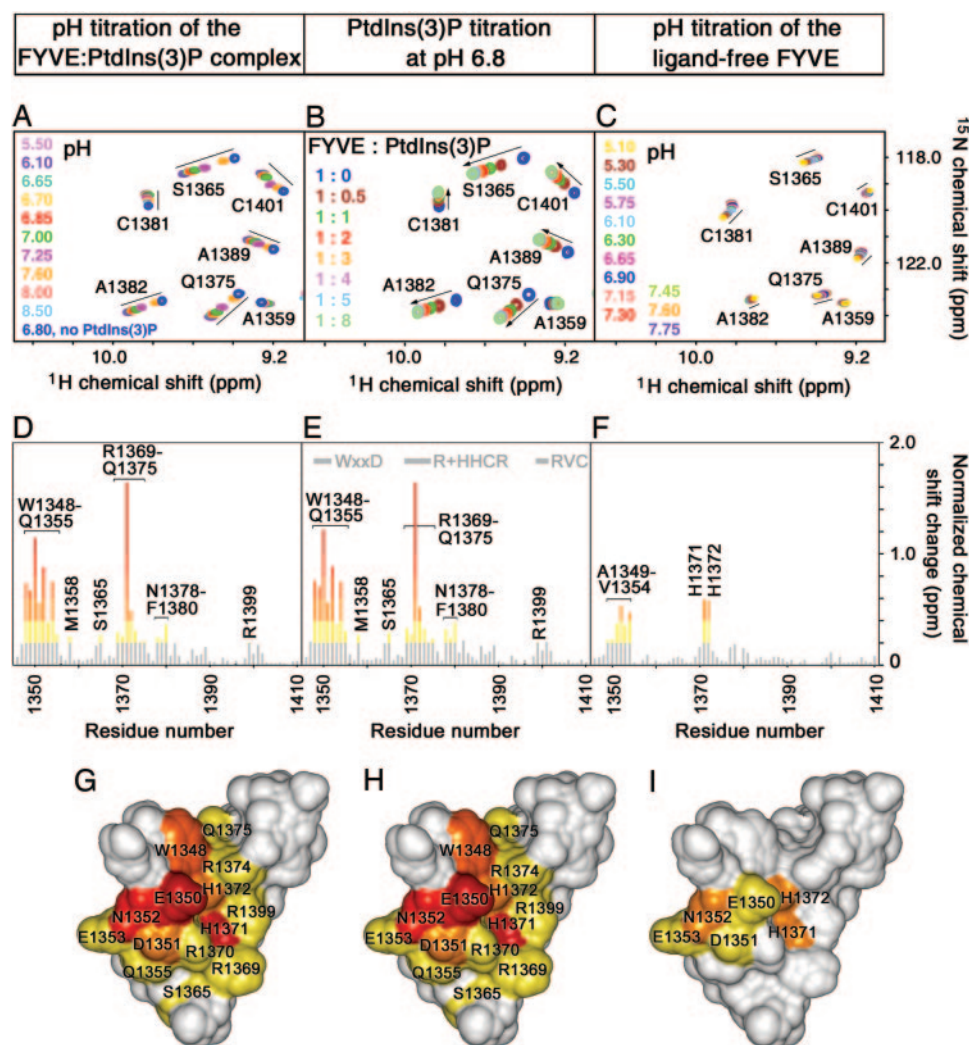 pH titration of the
FYVE:PtdIns(3)P complex
PtdIns(3)P titration
at pH 6.8
pH titration of the
ligand-free FYVE
A
pH
5.50
6.10
6.65
6.70
6.85
7.00
7.25
7.60
8.00
8.50
6.80, no PtdIns(3)P
S1365
C1401
C1381
A1389
A1382
Q1375
A1359
10.0
9.2
¹H chemical shift (ppm)
B
FYVE : PtdIns(3)P
1 : 0
1 : 0.5
1 : 1
1 : 2
1 : 3
1 : 4
1 : 5
1 : 8
S1365
C1401
C1381
A1389
A1382
Q1375
A1359
10.0
9.2
¹H chemical shift (ppm)
C
pH
5.10
5.30
5.50
5.75
6.10
6.30
6.65
6.90
7.15
7.30
7.45
7.60
7.75
S1365
C1401
C1381
A1389
Q1375
A1382
A1359
10.0
9.2
¹H chemical shift (ppm)
118.0
122.0
¹⁵N chemical shift (ppm)
D
R1369-
Q1375
W1348-
Q1355
M1358
S1365
N1378-
F1380
R1399
1350
1370
1390
1410
Residue number
E
WxxD
R+HHCR
RVC
W1348-
Q1355
R1369-
Q1375
M1358
S1365
N1378-
F1380
R1399
1350
1370
1390
1410
Residue number
F
A1349-
V1354
H1371
H1372
1350
1370
1390
1410
Residue number
2.0
1.0
0
Normalized chemical
shift change (ppm)
G
Q1375
W1348
R1374
H1372
E1350
R1399
N1352
H1371
E1353
D1351
R1370
R1369
Q1355
S1365
H
Q1375
W1348
R1374
H1372
E1350
R1399
N1352
H1371
E1353
D1351
R1370
R1369
Q1355
S1365
I
H1372
E1350
N1352
H1371
E1353
D1351